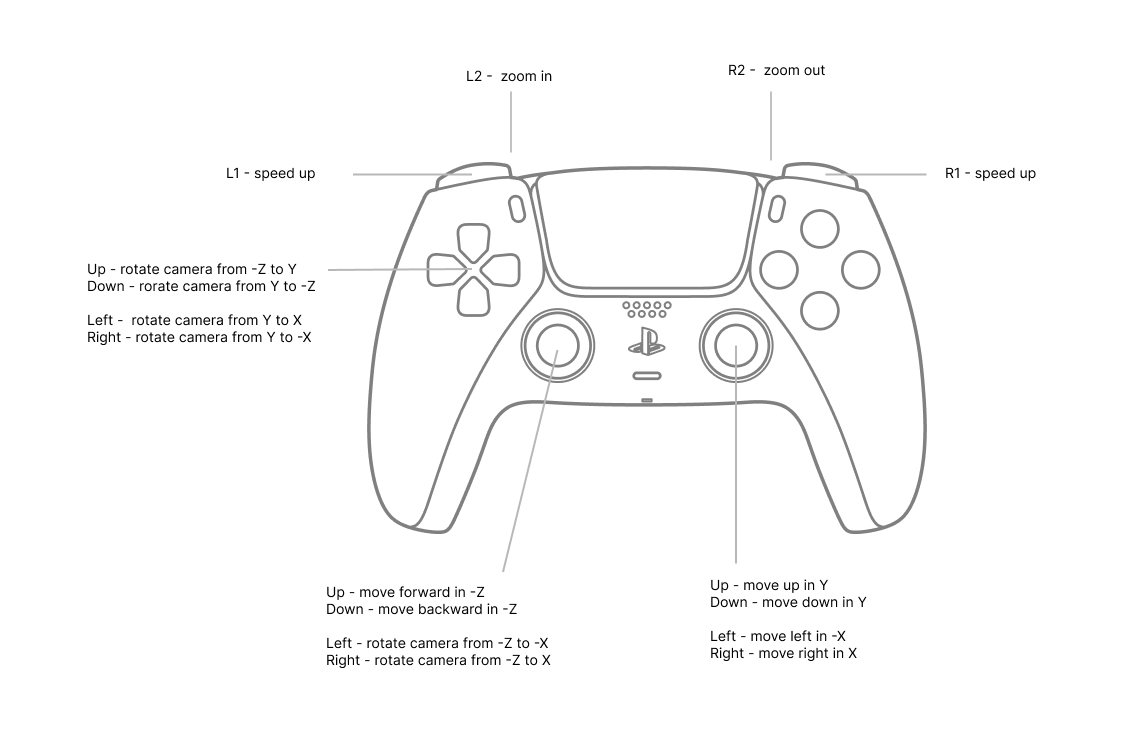 L2 -  zoom in
R2 -  zoom out
L1 - speed up
R1 - speed up
Up - rotate camera from -Z to Y
Down - rorate camera from Y to -Z
Left -  rotate camera from Y to X
Right - rotate camera from Y to -X
Up - move forward in -Z
Down - move backward in -Z
Left - rotate camera from -Z to -X
Right - rotate camera from -Z to X
Up - move up in Y
Down - move down in Y
Left - move left in -X
Right - move right in X